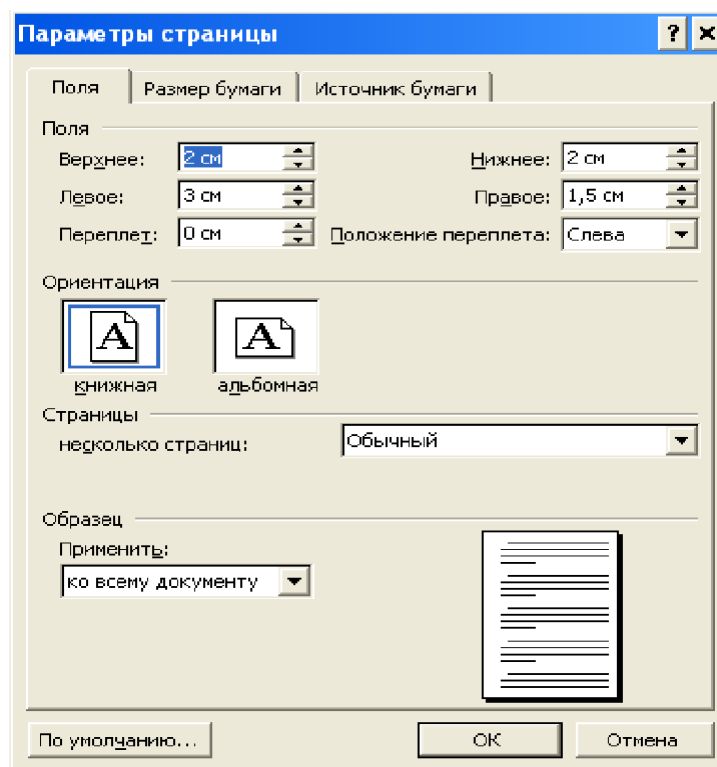 Параметры страницы
Поля Размер бумаги Источник бумаги
Поля
Верхнее: 2 см Нижнее: 2 см
Левое: 3 см Правое: 1,5 см
Переплет: 0 см Положение переплета: Слева
Ориентация
A A
книжная альбомная
Страницы
несколько страниц: Обычный
Образец
Применить:
ко всему документу
По умолчанию... ОК Отмена